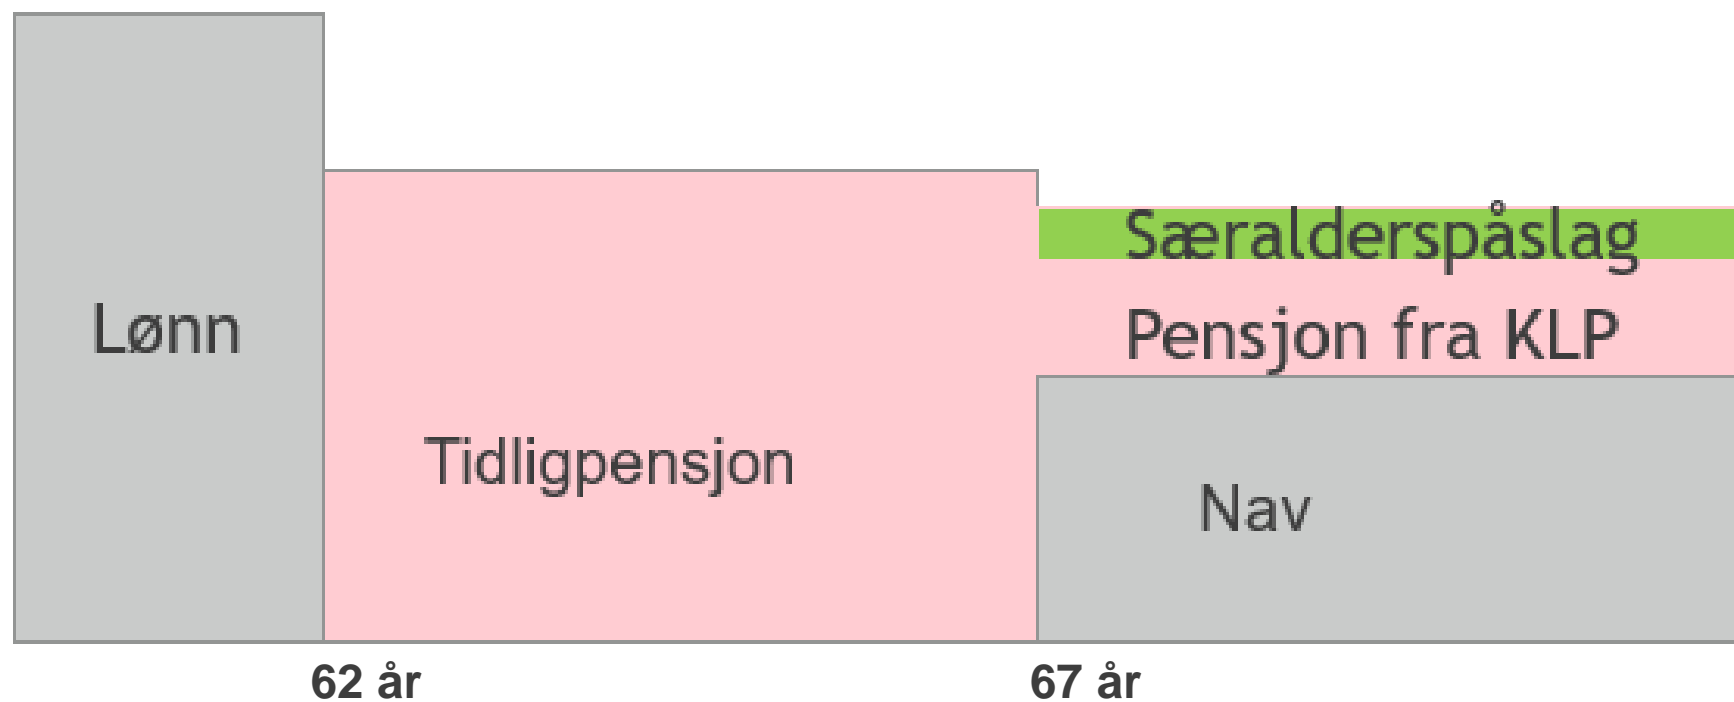 Særalderspåslag
Lønn
Pensjon fra KLP
Tidligpensjon
Nav
62 år
67 år